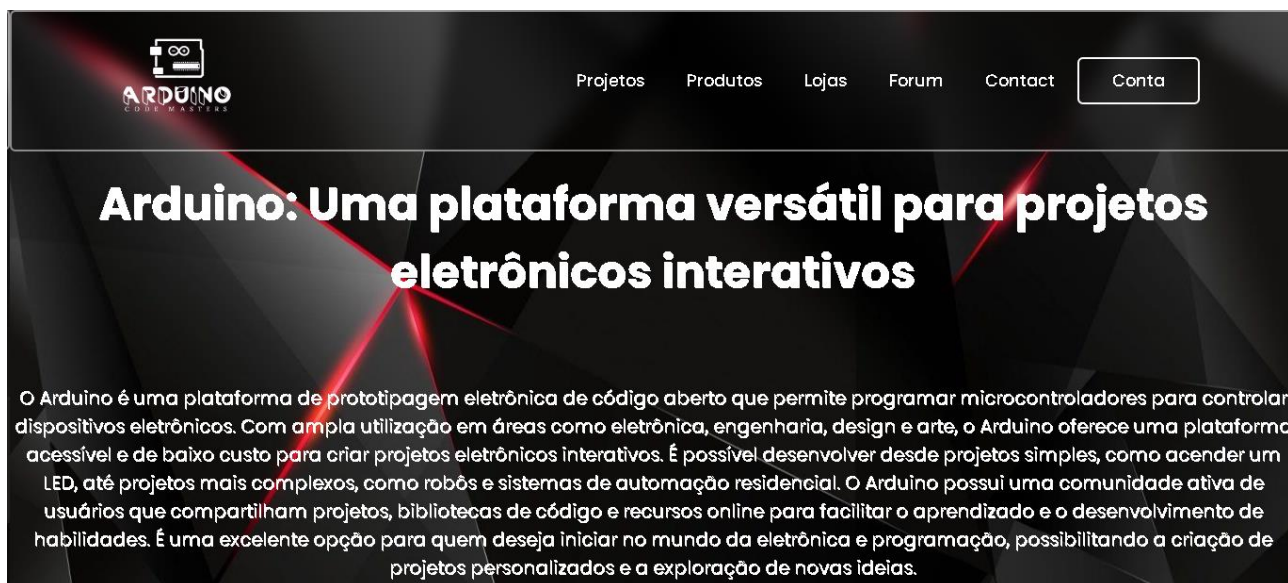 ARDUINO
CODE MASTERS
Projetos Produtos Lojas Forum Contact Conta
Arduino: Uma plataforma versátil para projetos
eletrônicos interativos
O Arduino é uma plataforma de prototipagem eletrônica de código aberto que permite programar microcontroladores para controlar
dispositivos eletrônicos. Com ampla utilização em áreas como eletrônica, engenharia, design e arte, o Arduino oferece uma plataforma
acessível e de baixo custo para criar projetos eletrônicos interativos. É possível desenvolver desde projetos simples, como acender um
LED, até projetos mais complexos, como robôs e sistemas de automação residencial. O Arduino possui uma comunidade ativa de
usuários que compartilham projetos, bibliotecas de código e recursos online para facilitar o aprendizado e o desenvolvimento de
habilidades. É uma excelente opção para quem deseja iniciar no mundo da eletrônica e programação, possibilitando a criação de
projetos personalizados e a exploração de novas ideias.